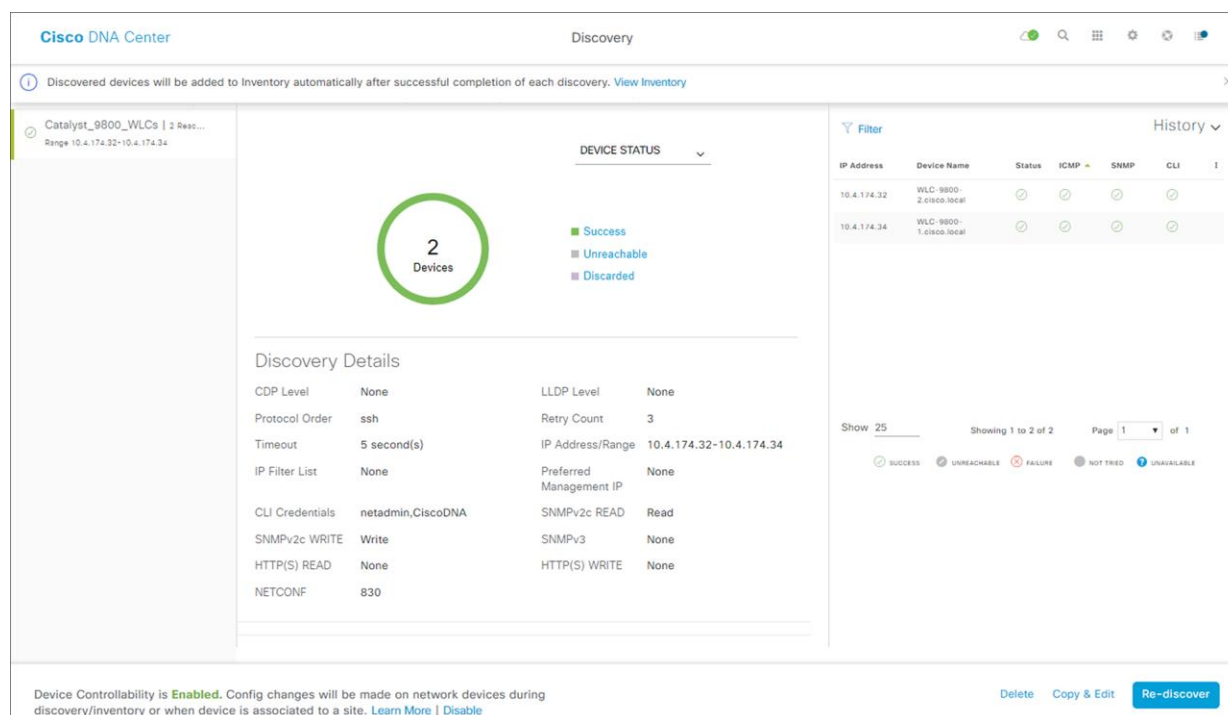 Cisco DNA Center
Discovery
Discovered devices will be added to Inventory automatically after successful completion of each discovery. View Inventory
Catalyst_9800_WLCs | 2 Reac...
Range 10.4.174.32-10.4.174.34
DEVICE STATUS
2
Devices
Success
Unreachable
Discarded
Discovery Details
CDP Level None LLDP Level None
Protocol Order ssh Retry Count 3
Timeout 5 second(s) IP Address/Range 10.4.174.32-10.4.174.34
IP Filter List None Preferred Management IP None
CLI Credentials netadmin,CiscoDNA SNMPv2c READ Read
SNMPv2c WRITE Write SNMPv3 None
HTTP(S) READ None HTTP(S) WRITE None
NETCONF 830
Filter
History
IP Address Device Name Status ICMP SNMP CLI
10.4.174.32 WLC-9800-2.cisco.local
10.4.174.34 WLC-9800-1.cisco.local
Show 25 Showing 1 to 2 of 2 Page 1 of 1
SUCCESS UNREACHABLE FAILURE NOT TRIED UNAVAILABLE
Device Controllability is Enabled. Config changes will be made on network devices during
discovery/inventory or when device is associated to a site. Learn More | Disable
Delete Copy & Edit Re-discover